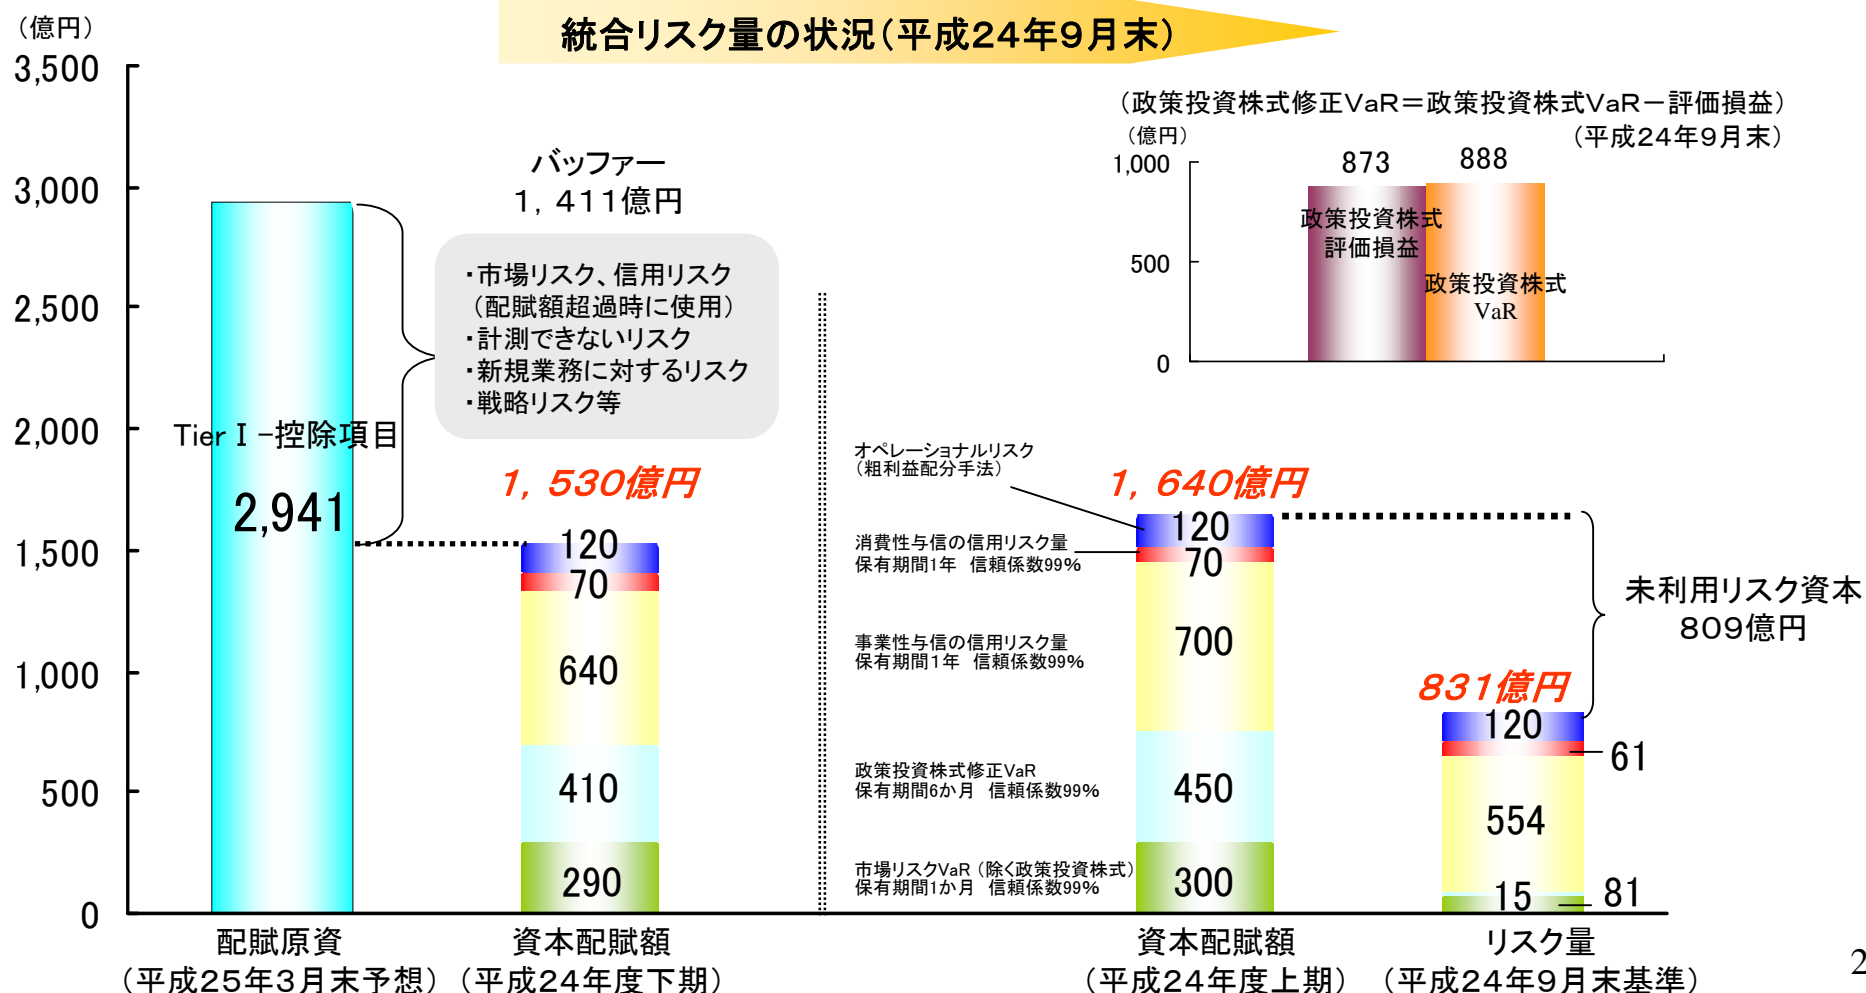 統合リスク量の状況（平成24年9月末）
（億円）
3,500
3,000
2,500
2,000
1,500
1,000
500
0
バッファー
1，411億円
・市場リスク、信用リスク
（配賦額超過時に使用）
・計測できないリスク
・新規業務に対するリスク
・戦略リスク等
TierⅠ-控除項目
2,941
1，530億円
120
70
640
410
290
（政策投資株式修正VaR＝政策投資株式VaR－評価損益）
（平成24年9月末）
（億円）
1,000
500
0
873
888
政策投資株式
評価損益
政策投資株式
VaR
オペレーショナルリスク
（粗利益配分手法）
消費性与信の信用リスク量
保有期間1年 信頼係数99%
事業性与信の信用リスク量
保有期間1年 信頼係数99%
政策投資株式修正VaR
保有期間6か月 信頼係数99%
市場リスクVaR（除く政策投資株式）
保有期間1か月 信頼係数99%
1，640億円
120
70
700
450
300
未利用リスク資本
809億円
831億円
120
61
554
15
81
配賦原資
（平成25年3月末予想）
資本配賦額
（平成24年度下期）
資本配賦額
（平成24年度上期）
リスク量
（平成24年9月末基準）
2